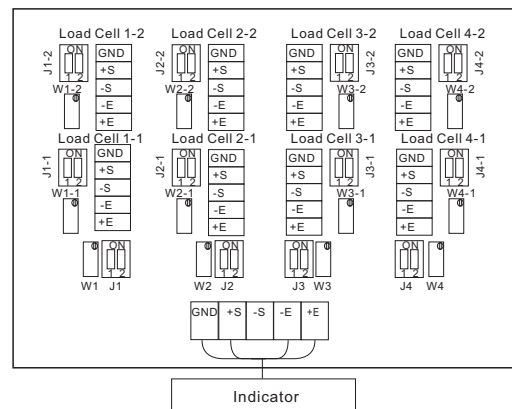 Load Cell 1-2 Load Cell 2-2 Load Cell 3-2 Load Cell 4-2
J1-2 ON 1 2 W1-2 GND +S -S -E +E
J2-2 ON 1 2 W2-2 GND +S -S -E +E
GND +S -S -E +E ON 1 2 W3-2 J3-2
GND +S -S -E +E ON 1 2 W4-2 J4-2
Load Cell 1-1 Load Cell 2-1 Load Cell 3-1 Load Cell 4-1
J1-1 ON 1 2 W1-1 GND +S -S -E +E
J2-1 ON 1 2 W2-1 GND +S -S -E +E
GND +S -S -E +E ON 1 2 W3-1 J3-1
GND +S -S -E +E ON 1 2 W4-1 J4-1
ON 1 2 ON 1 2 ON 1 2 ON 1 2
W1 J1 W2 J2 J3 W3 J4 W4
GND +S -S -E +E
Indicator